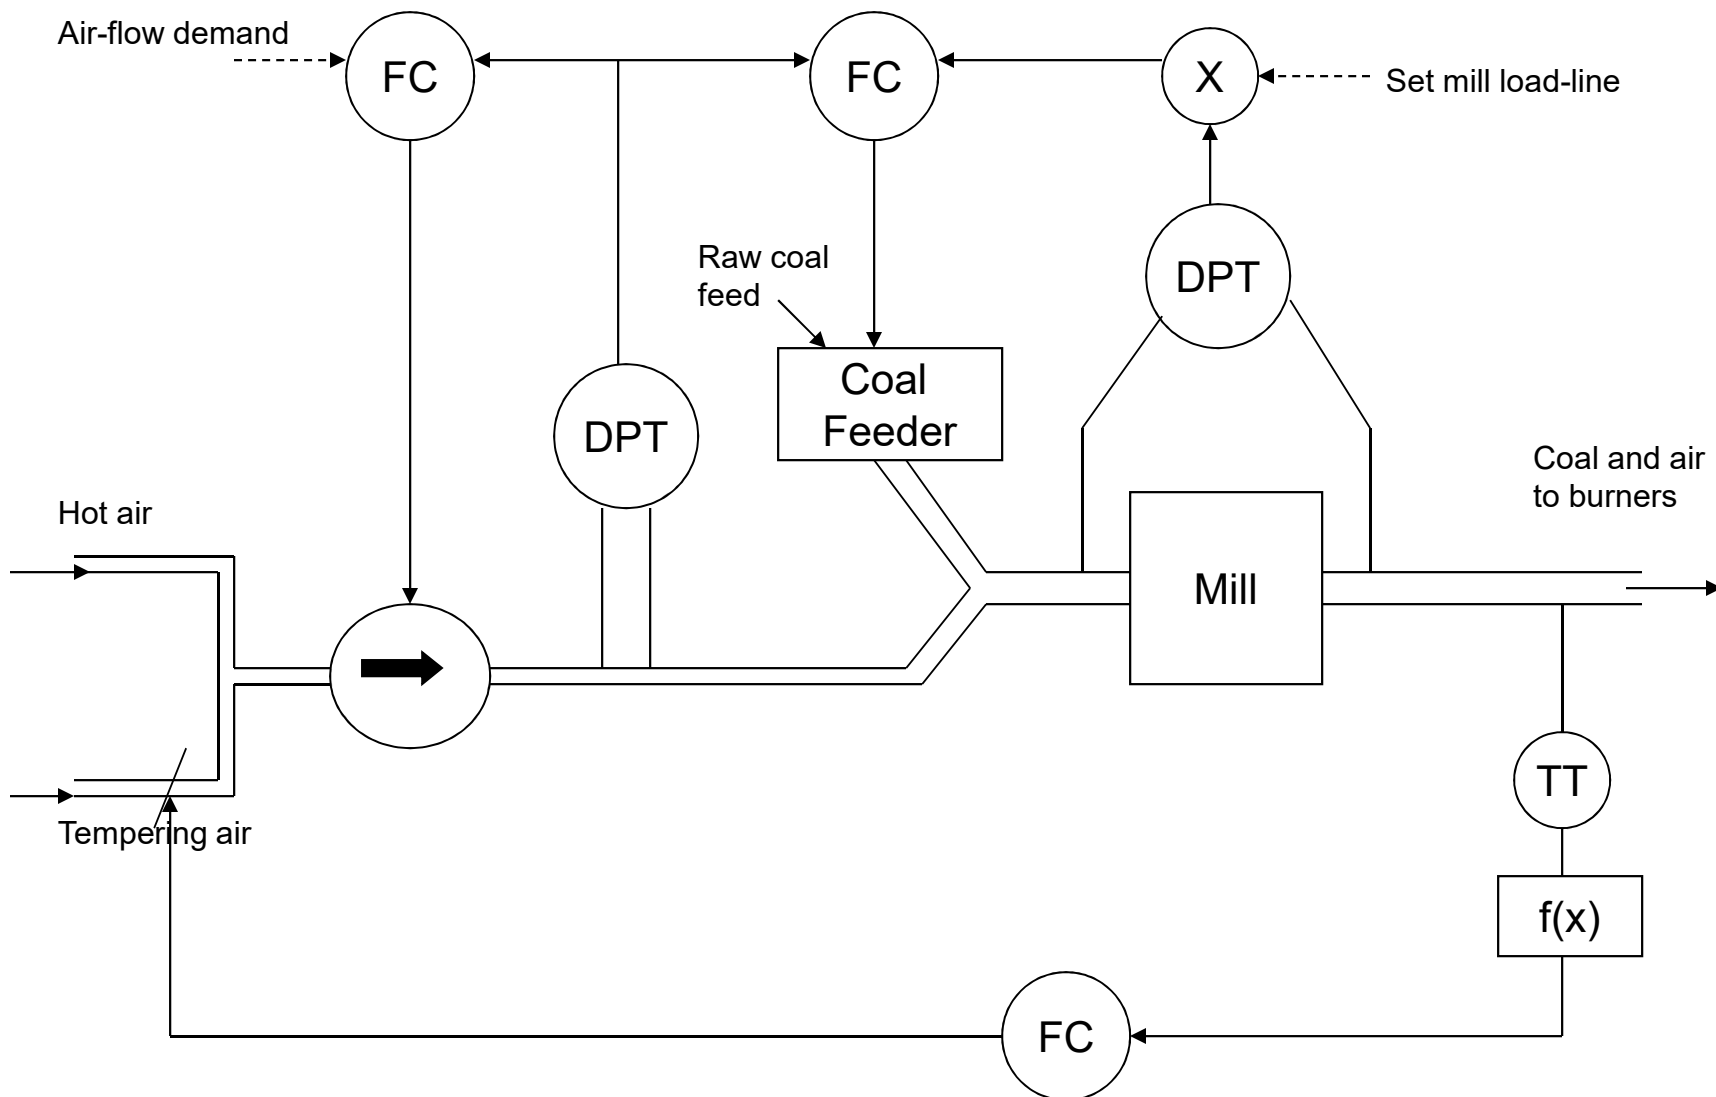 Air-flow demand
FC
FC
X
Set mill load-line
Raw coal
feed
DPT
Coal
Feeder
DPT
Coal and air
to burners
Hot air
Mill
TT
Tempering air
f(x)
FC